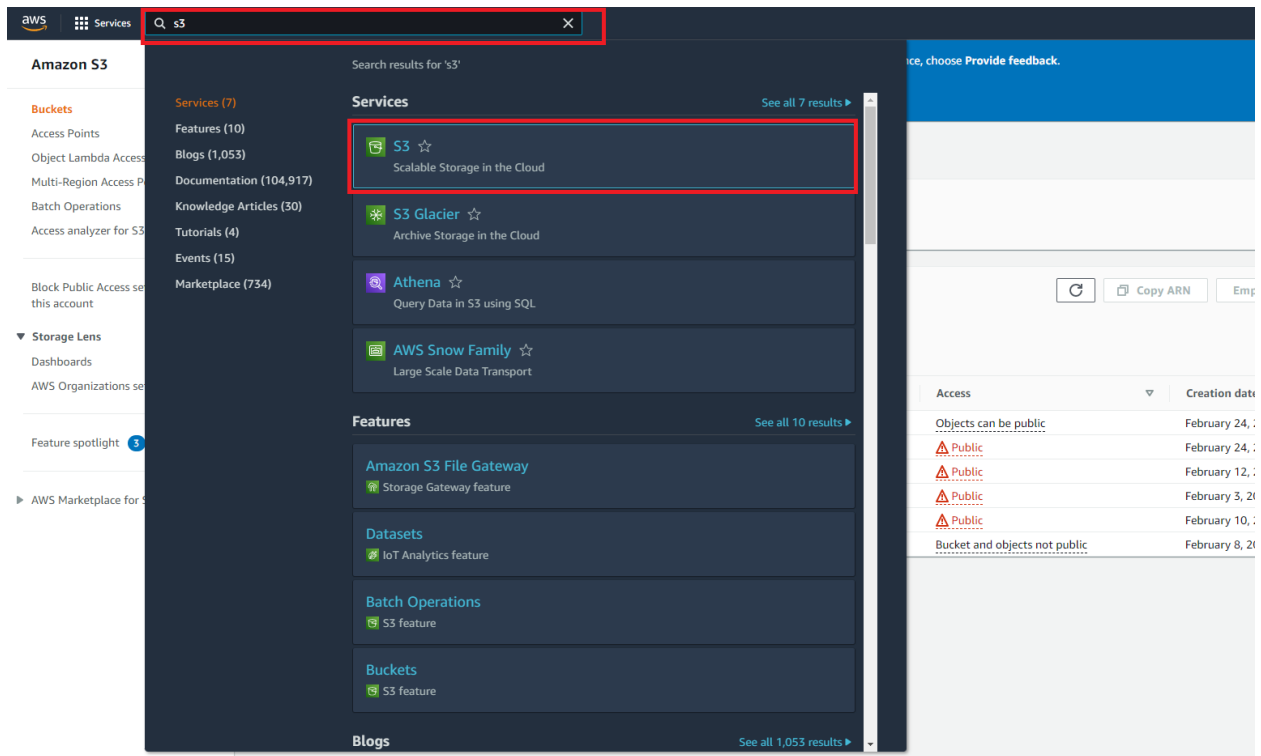 aws
Services
s3
Amazon S3
Buckets
Access Points
Object Lambda Access
Multi-Region Access
Batch Operations
Access analyzer for S3
Block Public Access
this account
Storage Lens
Dashboards
AWS Organizations
Feature spotlight 3
AWS Marketplace for
Search results for 's3'
Services (7)
Features (10)
Blogs (1,053)
Documentation (104,917)
Knowledge Articles (30)
Tutorials (4)
Events (15)
Marketplace (734)
Services
See all 7 results
S3
Scalable Storage in the Cloud
S3 Glacier
Archive Storage in the Cloud
Athena
Query Data in S3 using SQL
AWS Snow Family
Large Scale Data Transport
Features
See all 10 results
Amazon S3 File Gateway
Storage Gateway feature
Datasets
IoT Analytics feature
Batch Operations
S3 feature
Buckets
S3 feature
Blogs
See all 1,053 results
choose Provide feedback.
Copy ARN
Access
Creation date
Objects can be public
February 24,
Public
February 24,
Public
February 12,
Public
February 3,
Public
February 10,
Bucket and objects not public
February 8,